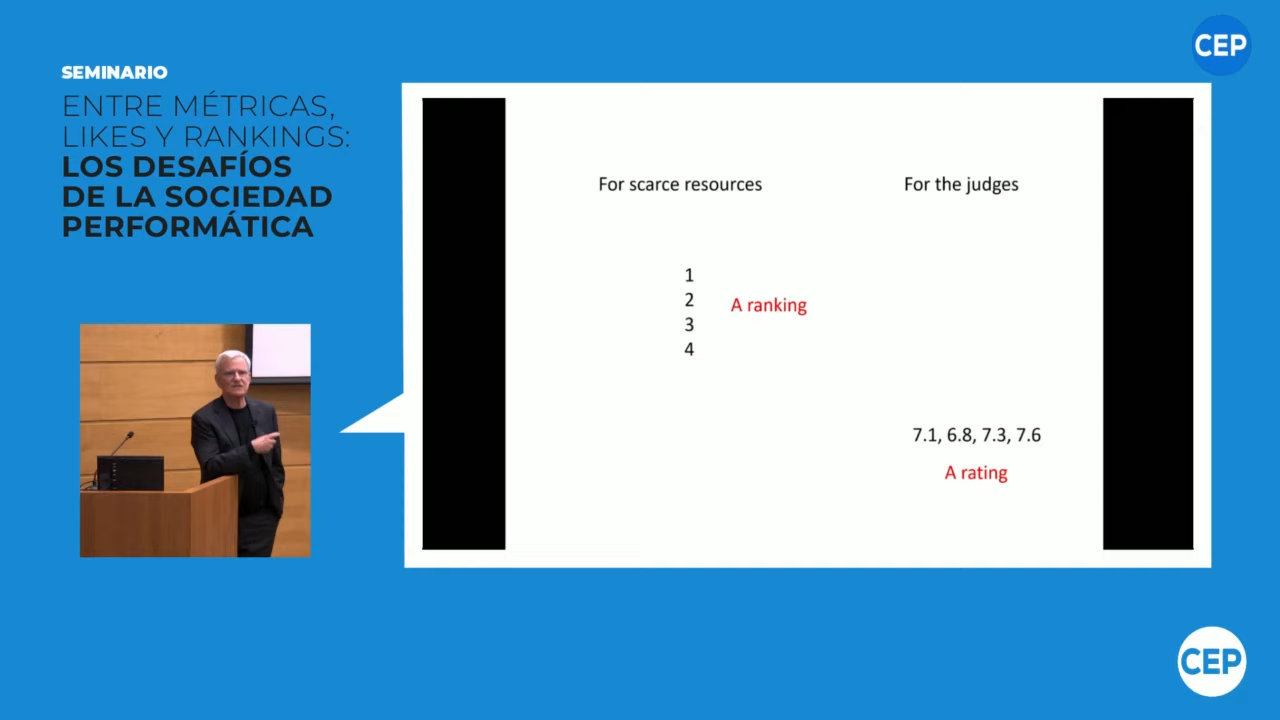 CEP
SEMINARIO
ENTRE MÉTRICAS,
LIKES Y RANKINGS:
LOS DESAFÍOS
DE LA SOCIEDAD
PERFORMÁTICA
For scarce resources
For the judges
1
2
A ranking
3
4
7.1, 6.8, 7.3, 7.6
A rating
CEP